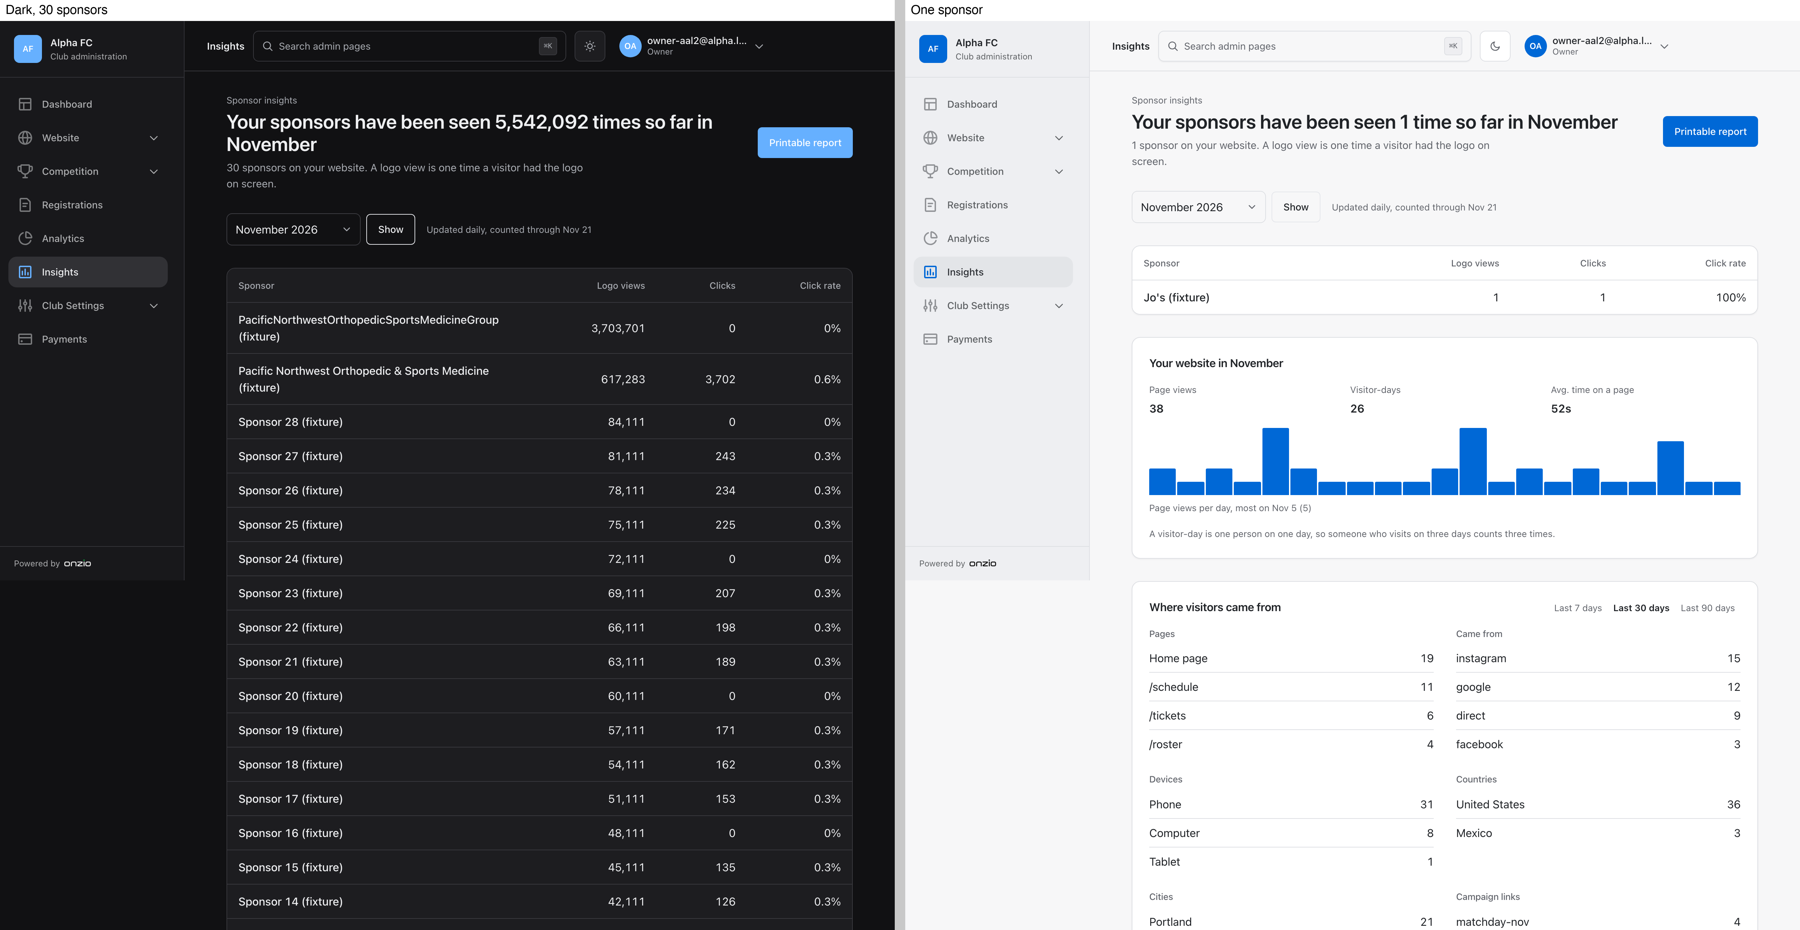 Dark, 30 sponsors
AF
Alpha FC
Club administration
Dashboard
Website
Competition
Registrations
Analytics
Insights
Club Settings
Payments
Powered by onzio
Insights
Search admin pages
⌘K
OA
owner-aal2@alpha.l...
Owner
Sponsor insights
Your sponsors have been seen 5,542,092 times so far in
November
30 sponsors on your website. A logo view is one time a visitor had the logo
on screen.
Printable report
November 2026
Show
Updated daily, counted through Nov 21
Sponsor Logo views Clicks Click rate
PacificNorthwestOrthopedicSportsMedicineGroup
(fixture) 3,703,701 0 0%
Pacific Northwest Orthopedic & Sports Medicine
(fixture) 617,283 3,702 0.6%
Sponsor 28 (fixture) 84,111 0 0%
Sponsor 27 (fixture) 81,111 243 0.3%
Sponsor 26 (fixture) 78,111 234 0.3%
Sponsor 25 (fixture) 75,111 225 0.3%
Sponsor 24 (fixture) 72,111 0 0%
Sponsor 23 (fixture) 69,111 207 0.3%
Sponsor 22 (fixture) 66,111 198 0.3%
Sponsor 21 (fixture) 63,111 189 0.3%
Sponsor 20 (fixture) 60,111 0 0%
Sponsor 19 (fixture) 57,111 171 0.3%
Sponsor 18 (fixture) 54,111 162 0.3%
Sponsor 17 (fixture) 51,111 153 0.3%
Sponsor 16 (fixture) 48,111 0 0%
Sponsor 15 (fixture) 45,111 135 0.3%
Sponsor 14 (fixture) 42,111 126 0.3%
One sponsor
AF
Alpha FC
Club administration
Dashboard
Website
Competition
Registrations
Analytics
Insights
Club Settings
Payments
Powered by onzio
Insights
Search admin pages
⌘K
OA
owner-aal2@alpha.l...
Owner
Sponsor insights
Your sponsors have been seen 1 time so far in November
1 sponsor on your website. A logo view is one time a visitor had the logo on
screen.
Printable report
November 2026
Show
Updated daily, counted through Nov 21
Sponsor Logo views Clicks Click rate
Jo's (fixture) 1 1 100%
Your website in November
Page views Visitor-days Avg. time on a page
38 26 52s
Page views per day, most on Nov 5 (5)
A visitor-day is one person on one day, so someone who visits on three days counts three times.
Where visitors came from
Last 7 days Last 30 days Last 90 days
Pages
Home page 19
/schedule 11
/tickets 6
/roster 4
Came from
instagram 15
google 12
direct 9
facebook 3
Devices
Phone 31
Computer 8
Tablet 1
Countries
United States 36
Mexico 3
Cities
Portland 21
Campaign links
matchday-nov 4